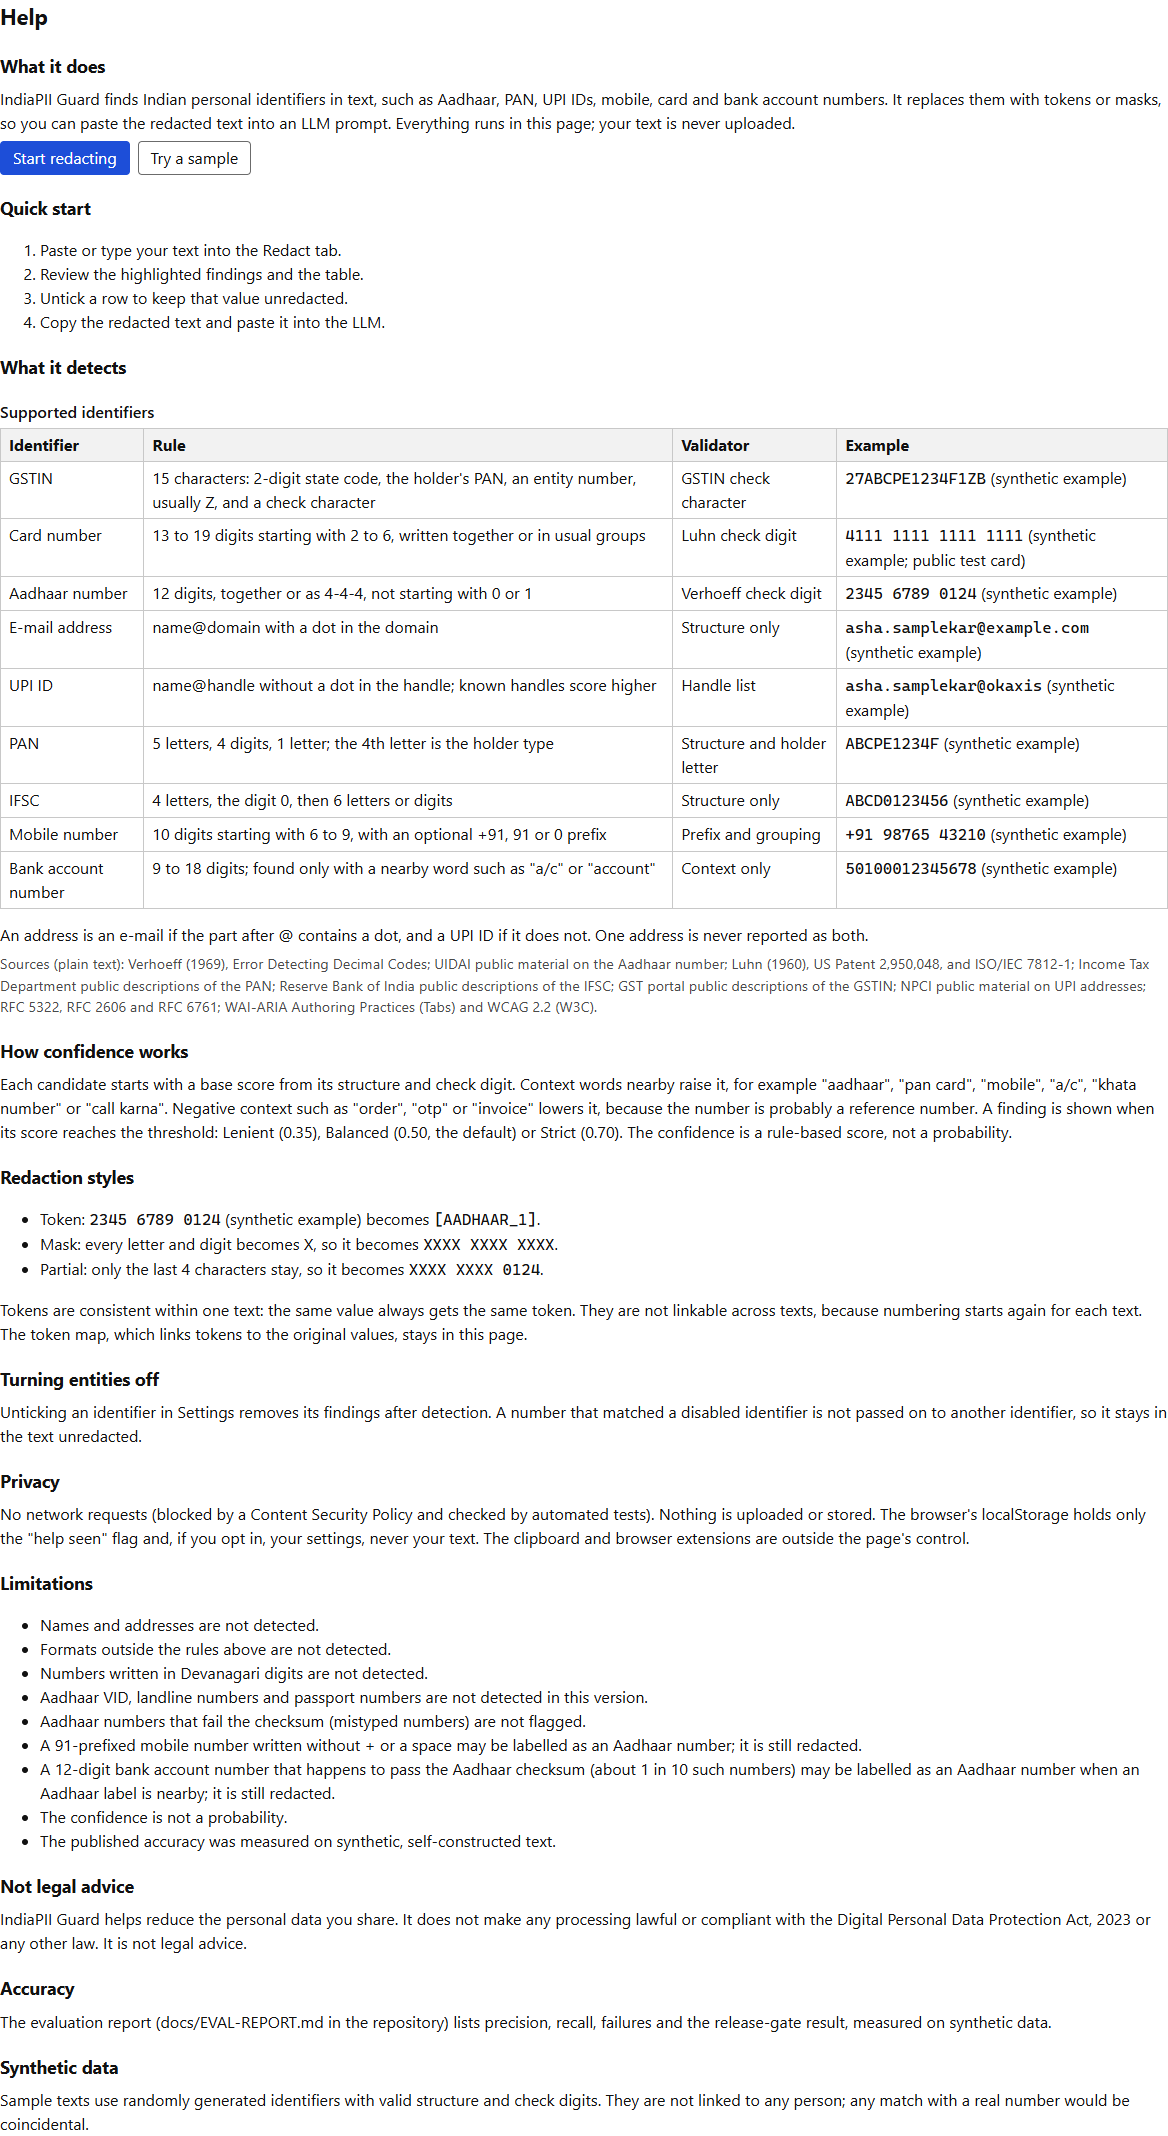 Help
What it does
IndiaPII Guard finds Indian personal identifiers in text, such as Aadhaar, PAN, UPI IDs, mobile, card and bank account numbers. It replaces them with tokens or masks,
so you can paste the redacted text into an LLM prompt. Everything runs in this page; your text is never uploaded.
Start redacting Try a sample
Quick start
1. Paste or type your text into the Redact tab.
2. Review the highlighted findings and the table.
3. Untick a row to keep that value unredacted.
4. Copy the redacted text and paste it into the LLM.
What it detects
Supported identifiers
Identifier Rule Validator Example
GSTIN 15 characters: 2-digit state code, the holder's PAN, an entity number, GSTIN check 27ABCPE1234F1ZB (synthetic example)
usually Z, and a check character character
Card number 13 to 19 digits starting with 2 to 6, written together or in usual groups Luhn check digit 4111 1111 1111 1111 (synthetic
example; public test card)
Aadhaar number 12 digits, together or as 4-4-4, not starting with 0 or 1 Verhoeff check digit 2345 6789 0124 (synthetic example)
E-mail address name@domain with a dot in the domain Structure only asha.samplekar@example.com
(synthetic example)
UPI ID name@handle without a dot in the handle; known handles score higher Handle list asha.samplekar@okaxis (synthetic
example)
PAN 5 letters, 4 digits, 1 letter; the 4th letter is the holder type Structure and holder ABCPE1234F (synthetic example)
letter
IFSC 4 letters, the digit 0, then 6 letters or digits Structure only ABCD0123456 (synthetic example)
Mobile number 10 digits starting with 6 to 9, with an optional +91, 91 or 0 prefix Prefix and grouping +91 98765 43210 (synthetic example)
Bank account 9 to 18 digits; found only with a nearby word such as "a/c" or "account" Context only 50100012345678 (synthetic example)
number
An address is an e-mail if the part after @ contains a dot, and a UPI ID if it does not. One address is never reported as both.
Sources (plain text): Verhoeff (1969), Error Detecting Decimal Codes; UIDAI public material on the Aadhaar number; Luhn (1960), US Patent 2,950,048, and ISO/IEC 7812-1; Income Tax
Department public descriptions of the PAN; Reserve Bank of India public descriptions of the IFSC; GST portal public descriptions of the GSTIN; NPCI public material on UPI addresses;
RFC 5322, RFC 2606 and RFC 6761; WAI-ARIA Authoring Practices (Tabs) and WCAG 2.2 (W3C).
How confidence works
Each candidate starts with a base score from its structure and check digit. Context words nearby raise it, for example "aadhaar", "pan card", "mobile", "a/c", "khata
number" or "call karna". Negative context such as "order", "otp" or "invoice" lowers it, because the number is probably a reference number. A finding is shown when
its score reaches the threshold: Lenient (0.35), Balanced (0.50, the default) or Strict (0.70). The confidence is a rule-based score, not a probability.
Redaction styles
• Token: 2345 6789 0124 (synthetic example) becomes [AADHAAR_1].
• Mask: every letter and digit becomes X, so it becomes XXXX XXXX XXXX.
• Partial: only the last 4 characters stay, so it becomes XXXX XXXX 0124.
Tokens are consistent within one text: the same value always gets the same token. They are not linkable across texts, because numbering starts again for each text.
The token map, which links tokens to the original values, stays in this page.
Turning entities off
Unticking an identifier in Settings removes its findings after detection. A number that matched a disabled identifier is not passed on to another identifier, so it stays in
the text unredacted.
Privacy
No network requests (blocked by a Content Security Policy and checked by automated tests). Nothing is uploaded or stored. The browser's localStorage holds only
the "help seen" flag and, if you opt in, your settings, never your text. The clipboard and browser extensions are outside the page's control.
Limitations
• Names and addresses are not detected.
• Formats outside the rules above are not detected.
• Numbers written in Devanagari digits are not detected.
• Aadhaar VID, landline numbers and passport numbers are not detected in this version.
• Aadhaar numbers that fail the checksum (mistyped numbers) are not flagged.
• A 91-prefixed mobile number written without + or a space may be labelled as an Aadhaar number; it is still redacted.
• A 12-digit bank account number that happens to pass the Aadhaar checksum (about 1 in 10 such numbers) may be labelled as an Aadhaar number when an
Aadhaar label is nearby; it is still redacted.
• The confidence is not a probability.
• The published accuracy was measured on synthetic, self-constructed text.
Not legal advice
IndiaPII Guard helps reduce the personal data you share. It does not make any processing lawful or compliant with the Digital Personal Data Protection Act, 2023 or
any other law. It is not legal advice.
Accuracy
The evaluation report (docs/EVAL-REPORT.md in the repository) lists precision, recall, failures and the release-gate result, measured on synthetic data.
Synthetic data
Sample texts use randomly generated identifiers with valid structure and check digits. They are not linked to any person; any match with a real number would be
coincidental.